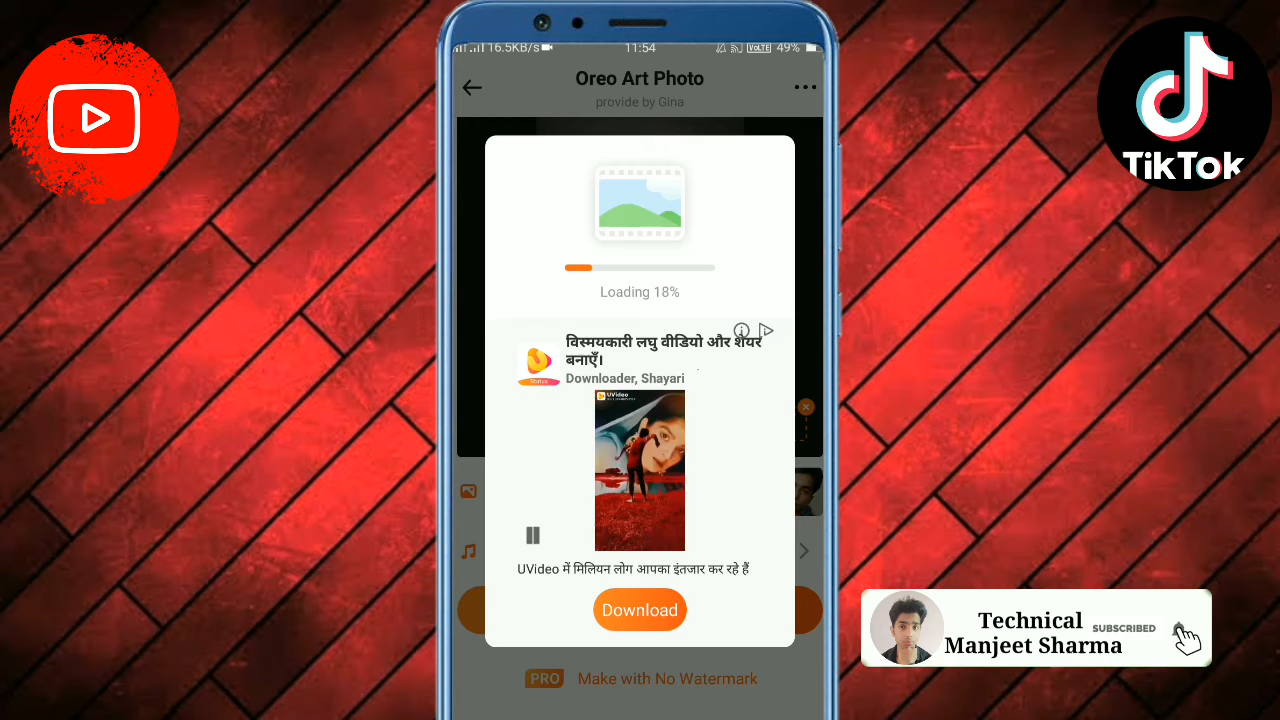 16.5KB/s
11:54
VoLTE
49%
Oreo Art Photo
provide by Gina
TikTok
Loading 18%
विस्मयकारी लघु वीडियो और शेयर
बनाएँ।
Downloader, Shayari
Status
UVideo
UVideo में मिलियन लोग आपका इंतजार कर रहे हैं
Download
PRO
Make with No Watermark
Technical
Manjeet Sharma
SUBSCRIBED